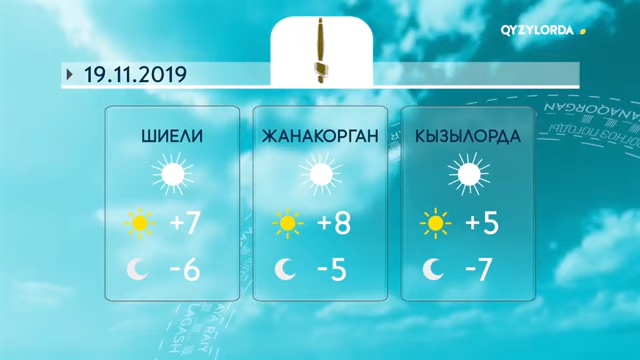 QYZYLORDA
19.11.2019
ШИЕЛИ
ЖАНАКОРГАН
КЫЗЫЛОРДА
+7
+8
+5
-6
-5
-7